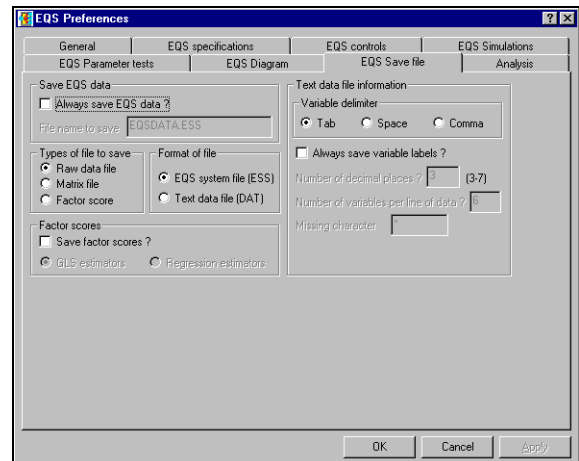 EQS Preferences
General EQS specifications EQS controls EQS Simulations
EQS Parameter tests EQS Diagram EQS Save file Analysis
Save EQS data
Always save EQS data ?
File name to save EQSDATA.ESS
Types of file to save
Raw data file
Matrix file
Factor score
Format of file
EQS system file (ESS)
Text data file (DAT)
Factor scores
Save factor scores ?
GLS estimators Regression estimators
Text data file information
Variable delimiter
Tab Space Comma
Always save variable labels ?
Number of decimal places ? 3 (3-7)
Number of variables per line of data ? 6
Missing character *
OK Cancel Apply